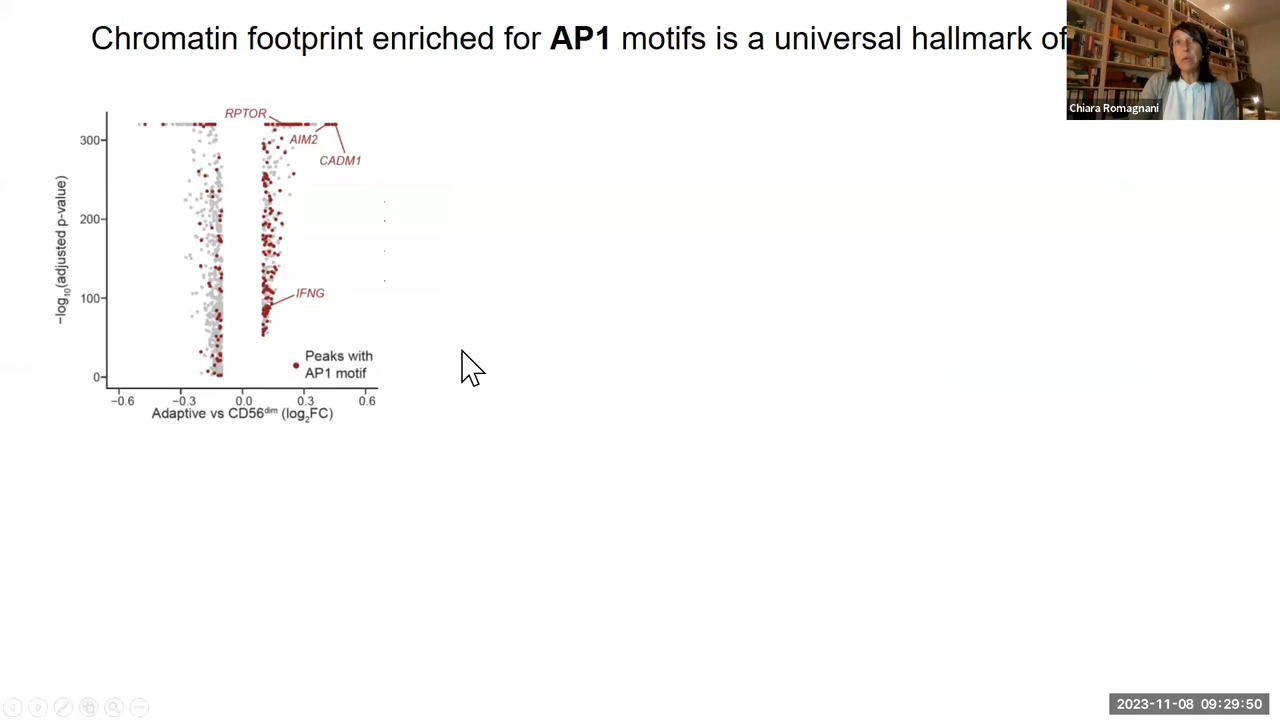 Chromatin footprint enriched for AP1 motifs is a universal hallmark of
Chiara Romagnani
RPTOR
AIM2
CADM1
IFNG
Peaks with
AP1 motif
−log10(adjusted p-value)
300
200
100
0
−0.6 −0.3 0.0 0.3 0.6
Adaptive vs CD56dim (log2FC)
2023-11-08 09:29:50